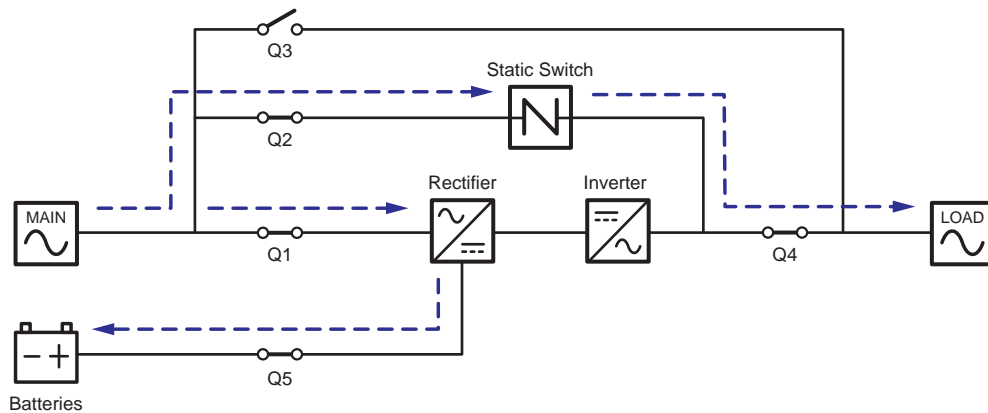 Q3
Static Switch
Q2
Rectifier
Inverter
MAIN
LOAD
Q1
Q4
Q5
Batteries